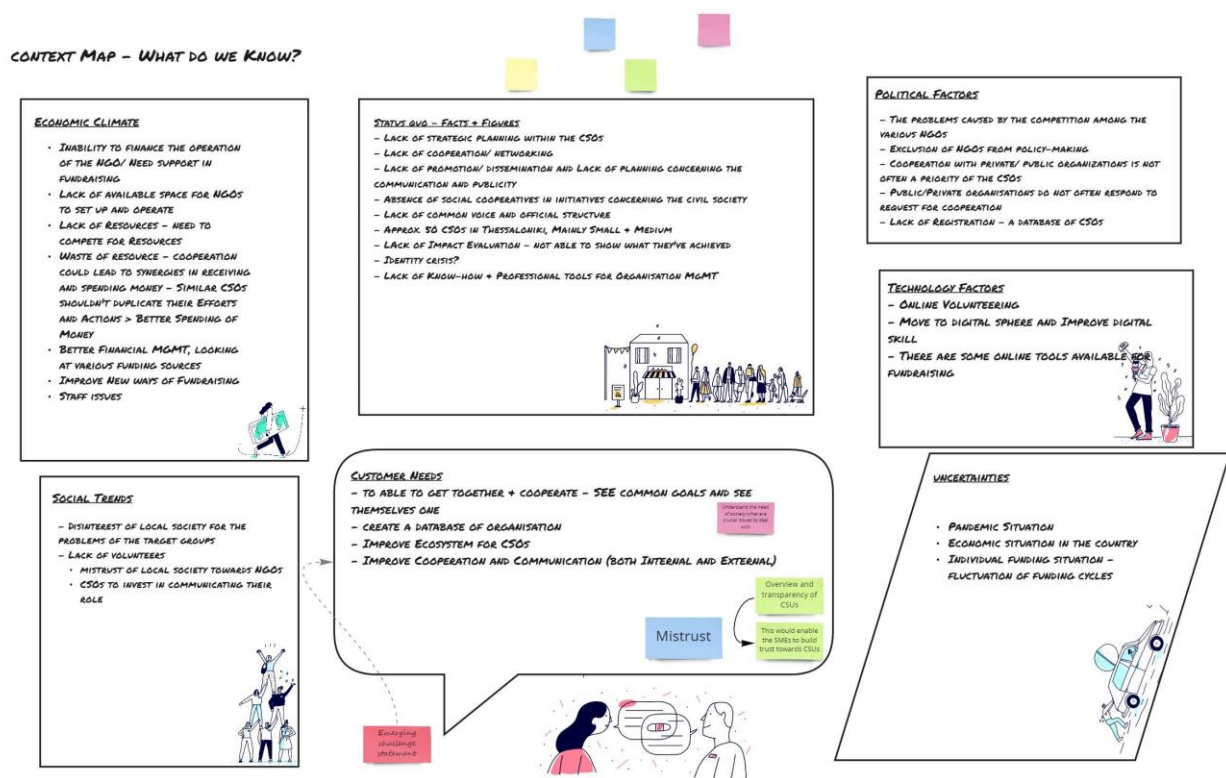 CONTEXT MAP – WHAT DO WE KNOW?
ECONOMIC CLIMATE
• INABILITY TO FINANCE THE OPERATION
OF THE NGO/ NEED SUPPORT IN
FUNDRAISING
• LACK OF AVAILABLE SPACE FOR NGOS
TO SET UP AND OPERATE
• LACK OF RESOURCES – NEED TO
COMPETE FOR RESOURCES
• WASTE OF RESOURCE – COOPERATION
COULD LEAD TO SYNERGIES IN RECEIVING
AND SPENDING MONEY – SIMILAR CSOS
SHOULDN'T DUPLICATE THEIR EFFORTS
AND ACTIONS > BETTER SPENDING OF
MONEY
• BETTER FINANCIAL MGMT, LOOKING
AT VARIOUS FUNDING SOURCES
• IMPROVE NEW WAYS OF FUNDRAISING
• STAFF ISSUES
STATUS QUO – FACTS & FIGURES
– LACK OF STRATEGIC PLANNING WITHIN THE CSOS
– LACK OF COOPERATION/ NETWORKING
– LACK OF PROMOTION/ DISSEMINATION AND LACK OF PLANNING CONCERNING THE
COMMUNICATION AND PUBLICITY
– ABSENCE OF SOCIAL COOPERATIVES IN INITIATIVES CONCERNING THE CIVIL SOCIETY
– LACK OF COMMON VOICE AND OFFICIAL STRUCTURE
– APPROX. 50 CSOS IN THESSALONIKI, MAINLY SMALL & MEDIUM
– LACK OF IMPACT EVALUATION – NOT ABLE TO SHOW WHAT THEY'VE ACHIEVED
– IDENTITY CRISIS?
– LACK OF KNOW-HOW & PROFESSIONAL TOOLS FOR ORGANISATION MGMT
POLITICAL FACTORS
– THE PROBLEMS CAUSED BY THE COMPETITION AMONG THE
VARIOUS NGOS
– EXCLUSION OF NGOS FROM POLICY-MAKING
– COOPERATION WITH PRIVATE/ PUBLIC ORGANIZATIONS IS NOT
OFTEN A PRIORITY OF THE CSOS
– PUBLIC/PRIVATE ORGANISATIONS DO NOT OFTEN RESPOND TO
REQUEST FOR COOPERATION
– LACK OF REGISTRATION – A DATABASE OF CSOS
TECHNOLOGY FACTORS
– ONLINE VOLUNTEERING
– MOVE TO DIGITAL SPHERE AND IMPROVE DIGITAL
SKILL
– THERE ARE SOME ONLINE TOOLS AVAILABLE FOR
FUNDRAISING
SOCIAL TRENDS
– DISINTEREST OF LOCAL SOCIETY FOR THE
PROBLEMS OF THE TARGET GROUPS
– LACK OF VOLUNTEERS
• MISTRUST OF LOCAL SOCIETY TOWARDS NGOS
• CSOS TO INVEST IN COMMUNICATING THEIR
ROLE
CUSTOMER NEEDS
– TO ABLE TO GET TOGETHER & COOPERATE – SEE COMMON GOALS AND SEE
THEMSELVES ONE
– CREATE A DATABASE OF ORGANISATION
– IMPROVE ECOSYSTEM FOR CSOS
– IMPROVE COOPERATION AND COMMUNICATION (BOTH INTERNAL AND EXTERNAL)
Understand the need
of society/what are
crucial issues to deal
with
Mistrust
Overview and
transparency of
CSUs
This would enable
the SMEs to build
trust towards CSUs
Emerging
challange
statemant
UNCERTAINTIES
• PANDEMIC SITUATION
• ECONOMIC SITUATION IN THE COUNTRY
• INDIVIDUAL FUNDING SITUATION –
FLUCTUATION OF FUNDING CYCLES